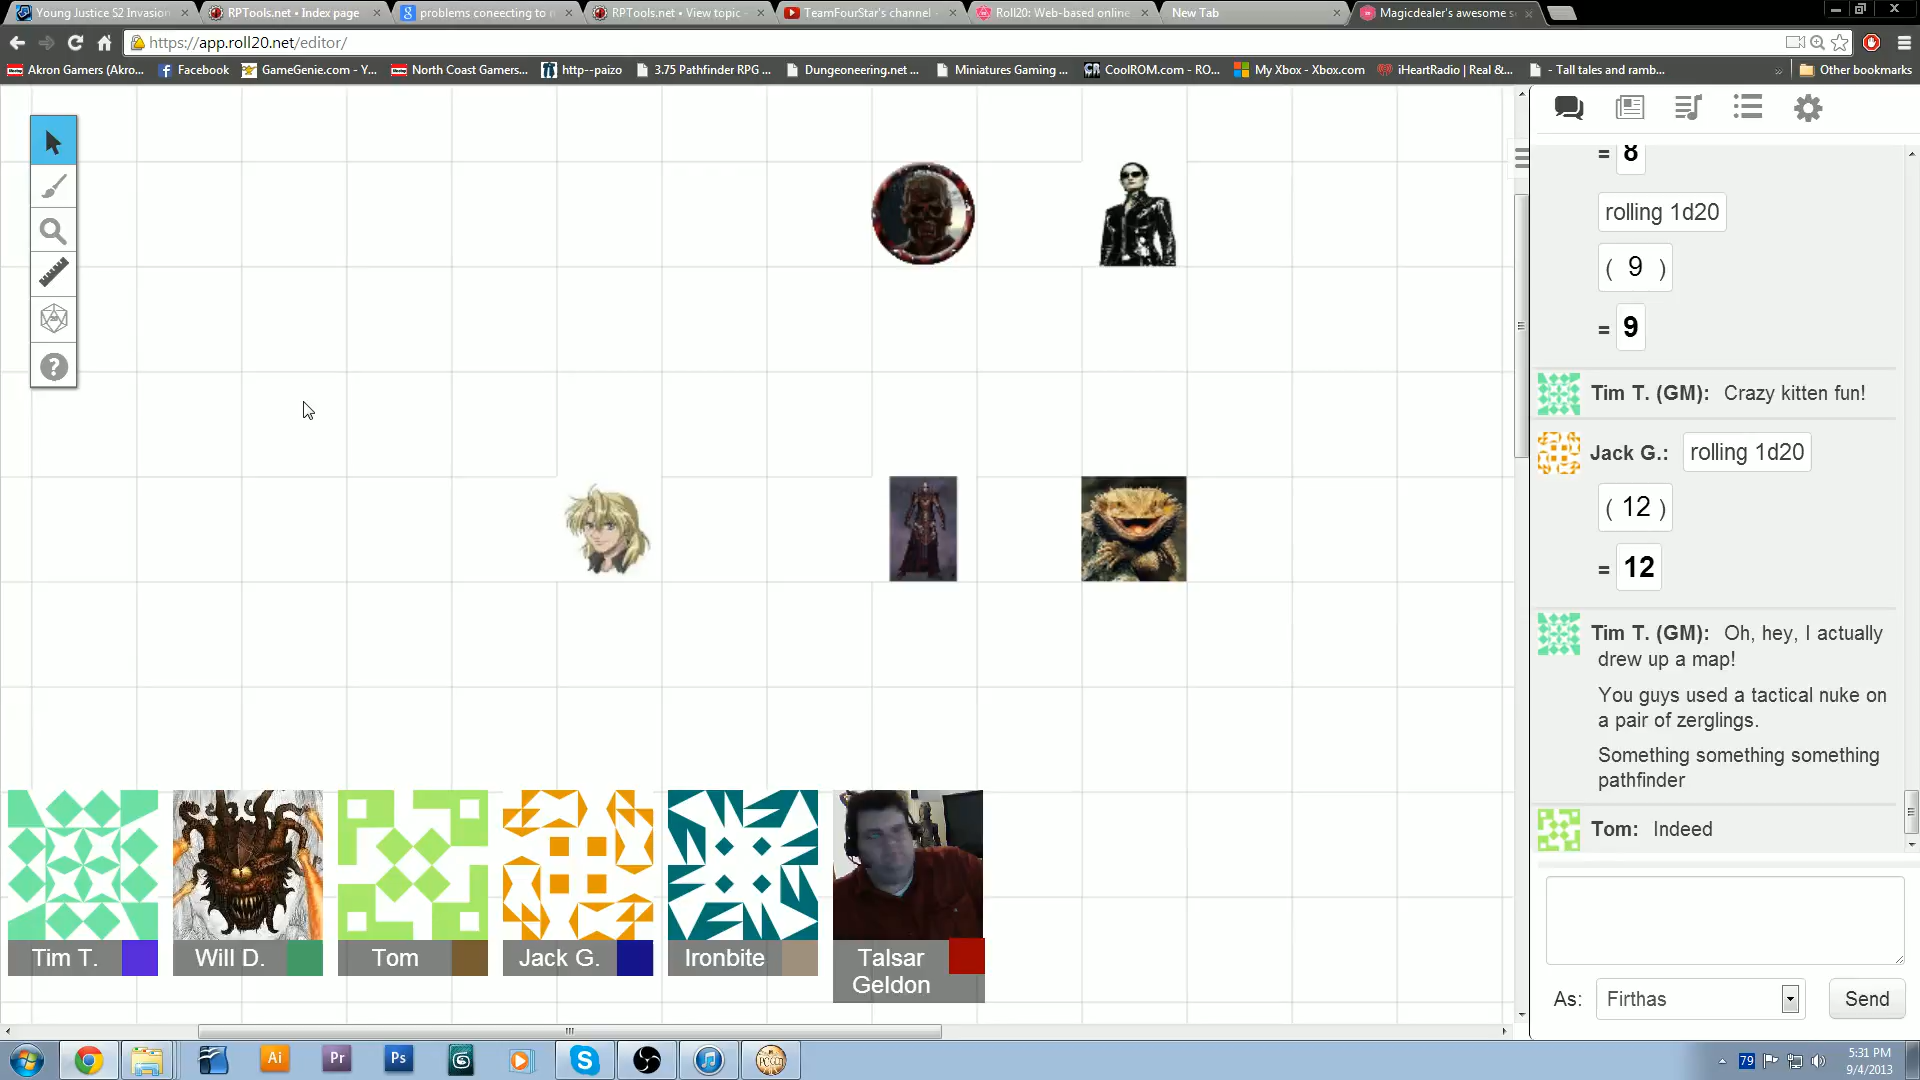 Young Justice S2 Invasion
RPTools.net • Index page
problems coneecting to
RPTools.net • View topic -
TeamFourStar's channel -
Roll20: Web-based online
New Tab
Magicdealer's awesome s
https://app.roll20.net/editor/
Akron Gamers (Akro...
Facebook
GameGenie.com - Y...
North Coast Gamers...
http--paizo
3.75 Pathfinder RPG ...
Dungeoneering.net ...
Miniatures Gaming ...
CoolROM.com - RO...
My Xbox - Xbox.com
iHeartRadio | Real &...
- Tall tales and ramb...
»
Other bookmarks
= 8
rolling 1d20
( 9 )
= 9
Tim T. (GM): Crazy kitten fun!
Jack G.: rolling 1d20
( 12 )
= 12
Tim T. (GM): Oh, hey, I actually
drew up a map!
You guys used a tactical nuke on
a pair of zerglings.
Something something something
pathfinder
Tom: Indeed
Tim T.
Will D.
Tom
Jack G.
Ironbite
Talsar
Geldon
As: Firthas
Send
Ai
Pr
Ps
79
5:31 PM
9/4/2013